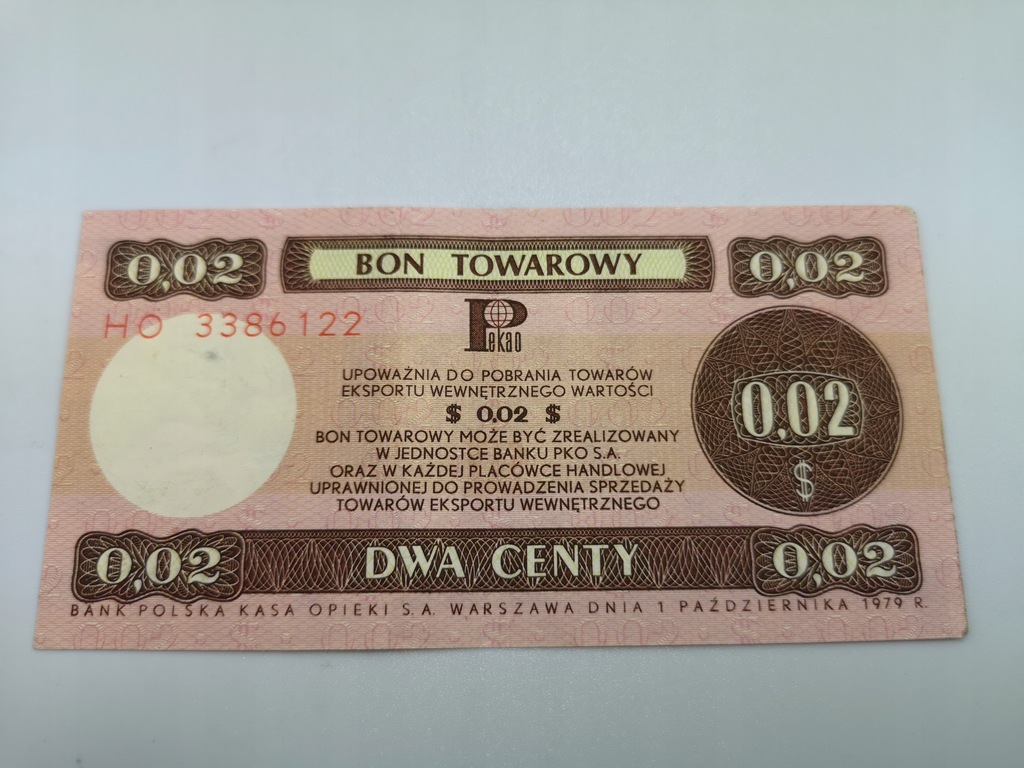 0,02 BON TOWAROWY 0,02
HO 3386122
Pekao
UPOWAŻNIA DO POBRANIA TOWARÓW
EKSPORTU WEWNĘTRZNEGO WARTOŚCI
$ 0.02 $
BON TOWAROWY MOŻE BYĆ ZREALIZOWANY
W JEDNOSTCE BANKU PKO S.A.
ORAZ W KAŻDEJ PLACÓWCE HANDLOWEJ
UPRAWNIONEJ DO PROWADZENIA SPRZEDAŻY
TOWARÓW EKSPORTU WEWNĘTRZNEGO
0,02
$
0,02 DWA CENTY 0,02
BANK POLSKA KASA OPIEKI S.A. WARSZAWA DNIA 1 PAŹDZIERNIKA 1979 R.